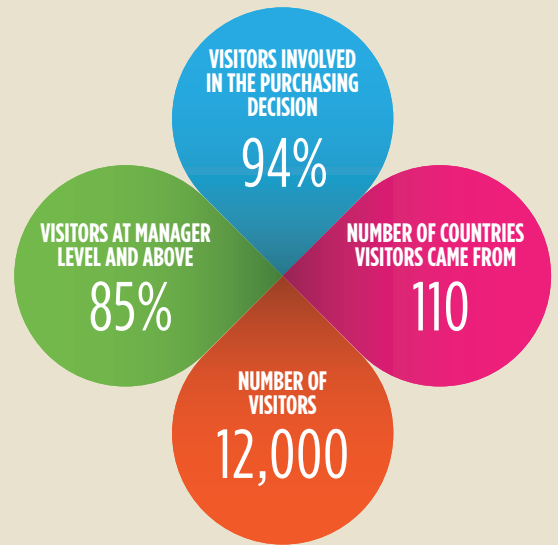 VISITORS INVOLVED
IN THE PURCHASING
DECISION
94%
VISITORS AT MANAGER
LEVEL AND ABOVE
85%
NUMBER OF COUNTRIES
VISITORS CAME FROM
110
NUMBER OF
VISITORS
12,000